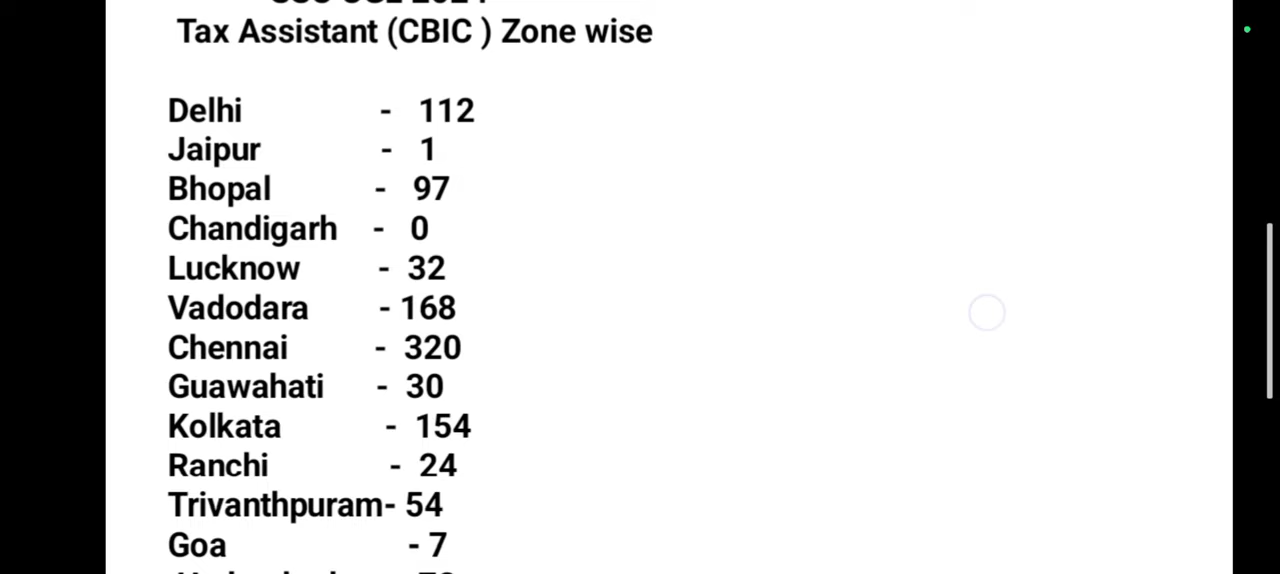 Tax Assistant (CBIC ) Zone wise
Delhi - 112
Jaipur - 1
Bhopal - 97
Chandigarh - 0
Lucknow - 32
Vadodara - 168
Chennai - 320
Guawahati - 30
Kolkata - 154
Ranchi - 24
Trivanthpuram- 54
Goa - 7